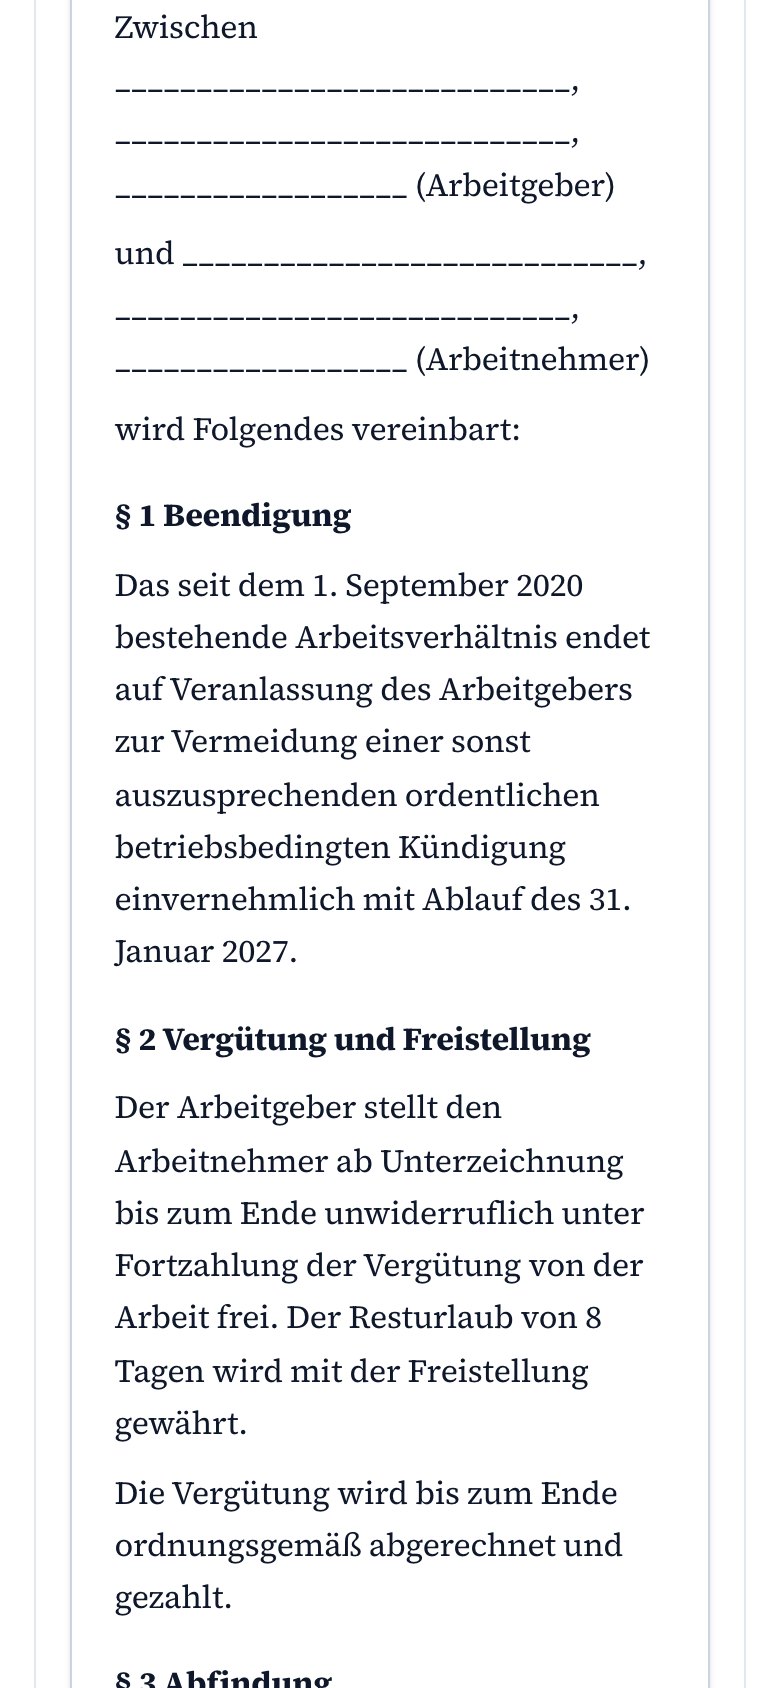 Zwischen
____________________________,
____________________________,
__________________ (Arbeitgeber)
und ____________________________,
____________________________,
__________________ (Arbeitnehmer)
wird Folgendes vereinbart:
§ 1 Beendigung
Das seit dem 1. September 2020
bestehende Arbeitsverhältnis endet
auf Veranlassung des Arbeitgebers
zur Vermeidung einer sonst
auszusprechenden ordentlichen
betriebsbedingten Kündigung
einvernehmlich mit Ablauf des 31.
Januar 2027.
§ 2 Vergütung und Freistellung
Der Arbeitgeber stellt den
Arbeitnehmer ab Unterzeichnung
bis zum Ende unwiderruflich unter
Fortzahlung der Vergütung von der
Arbeit frei. Der Resturlaub von 8
Tagen wird mit der Freistellung
gewährt.
Die Vergütung wird bis zum Ende
ordnungsgemäß abgerechnet und
gezahlt.
§ 3 Abfindung